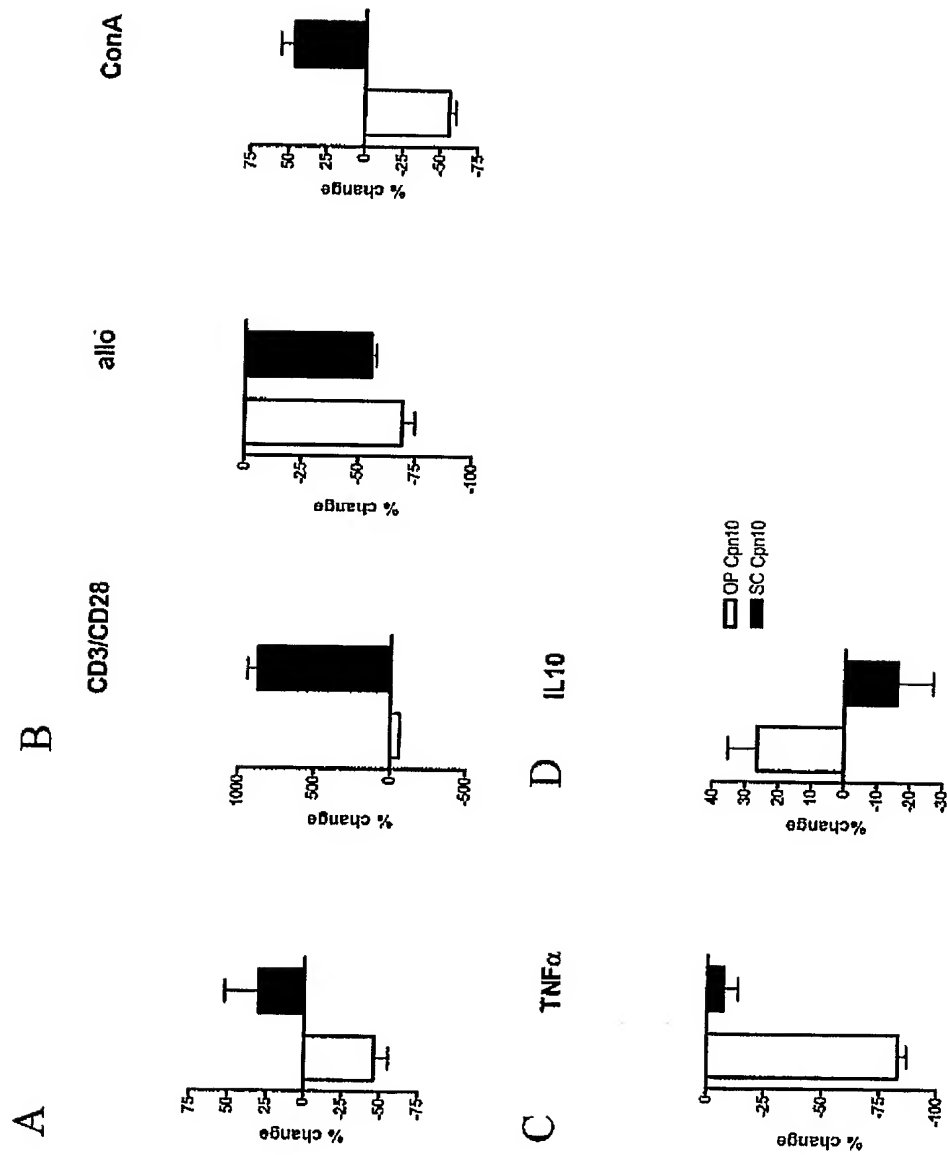 A
75
50
25
0
-25
-50
-75
% change
B
CD3/CD28
1000
500
0
-500
% change
allo
0
-25
-50
-75
-100
% change
ConA
75
50
25
0
-25
-50
-75
% change
C
TNFα
0
-25
-50
-75
-100
% change
D
IL10
40
30
20
10
0
-10
-20
-30
%change
OP Cpn10
SC Cpn10